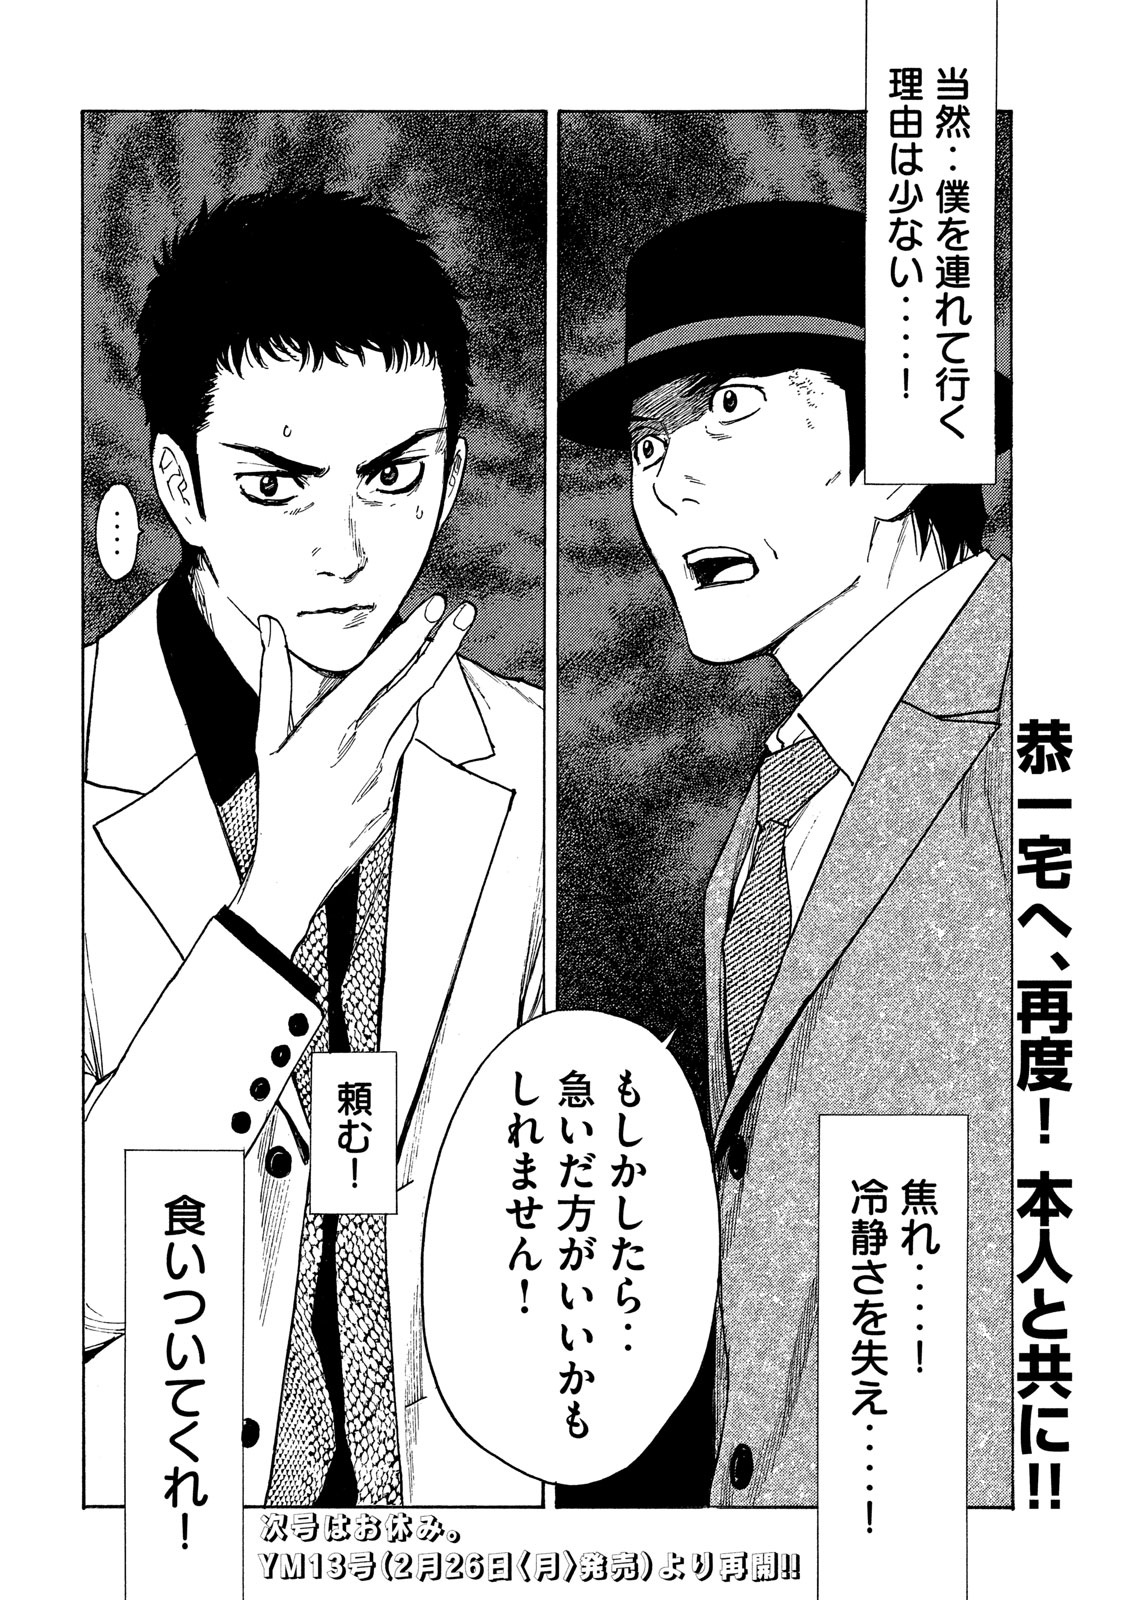 当然‥僕を連れて行く
理由は少ない‥‥!
焦れ‥‥!
冷静さを失え‥‥!
もしかしたら‥
急いだ方がいいかも
しれません!
頼む!
食いついてくれ!
‥‥
恭一宅へ、再度! 本人と共に!!
次号はお休み。
YM13号(2月26日〈月〉発売)より再開!!